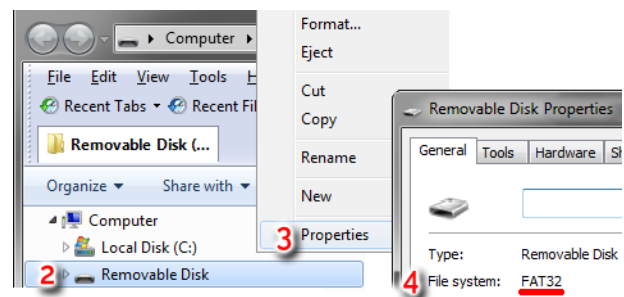 Computer
File Edit View Tools
Recent Tabs Recent Fil
Removable Disk (...
Organize Share with
Computer
Local Disk (C:)
2 Removable Disk
Format...
Eject
Cut
Copy
Rename
New
3 Properties
Removable Disk Properties
General Tools Hardware Sh
Type: Removable Disk
4 File system: FAT32